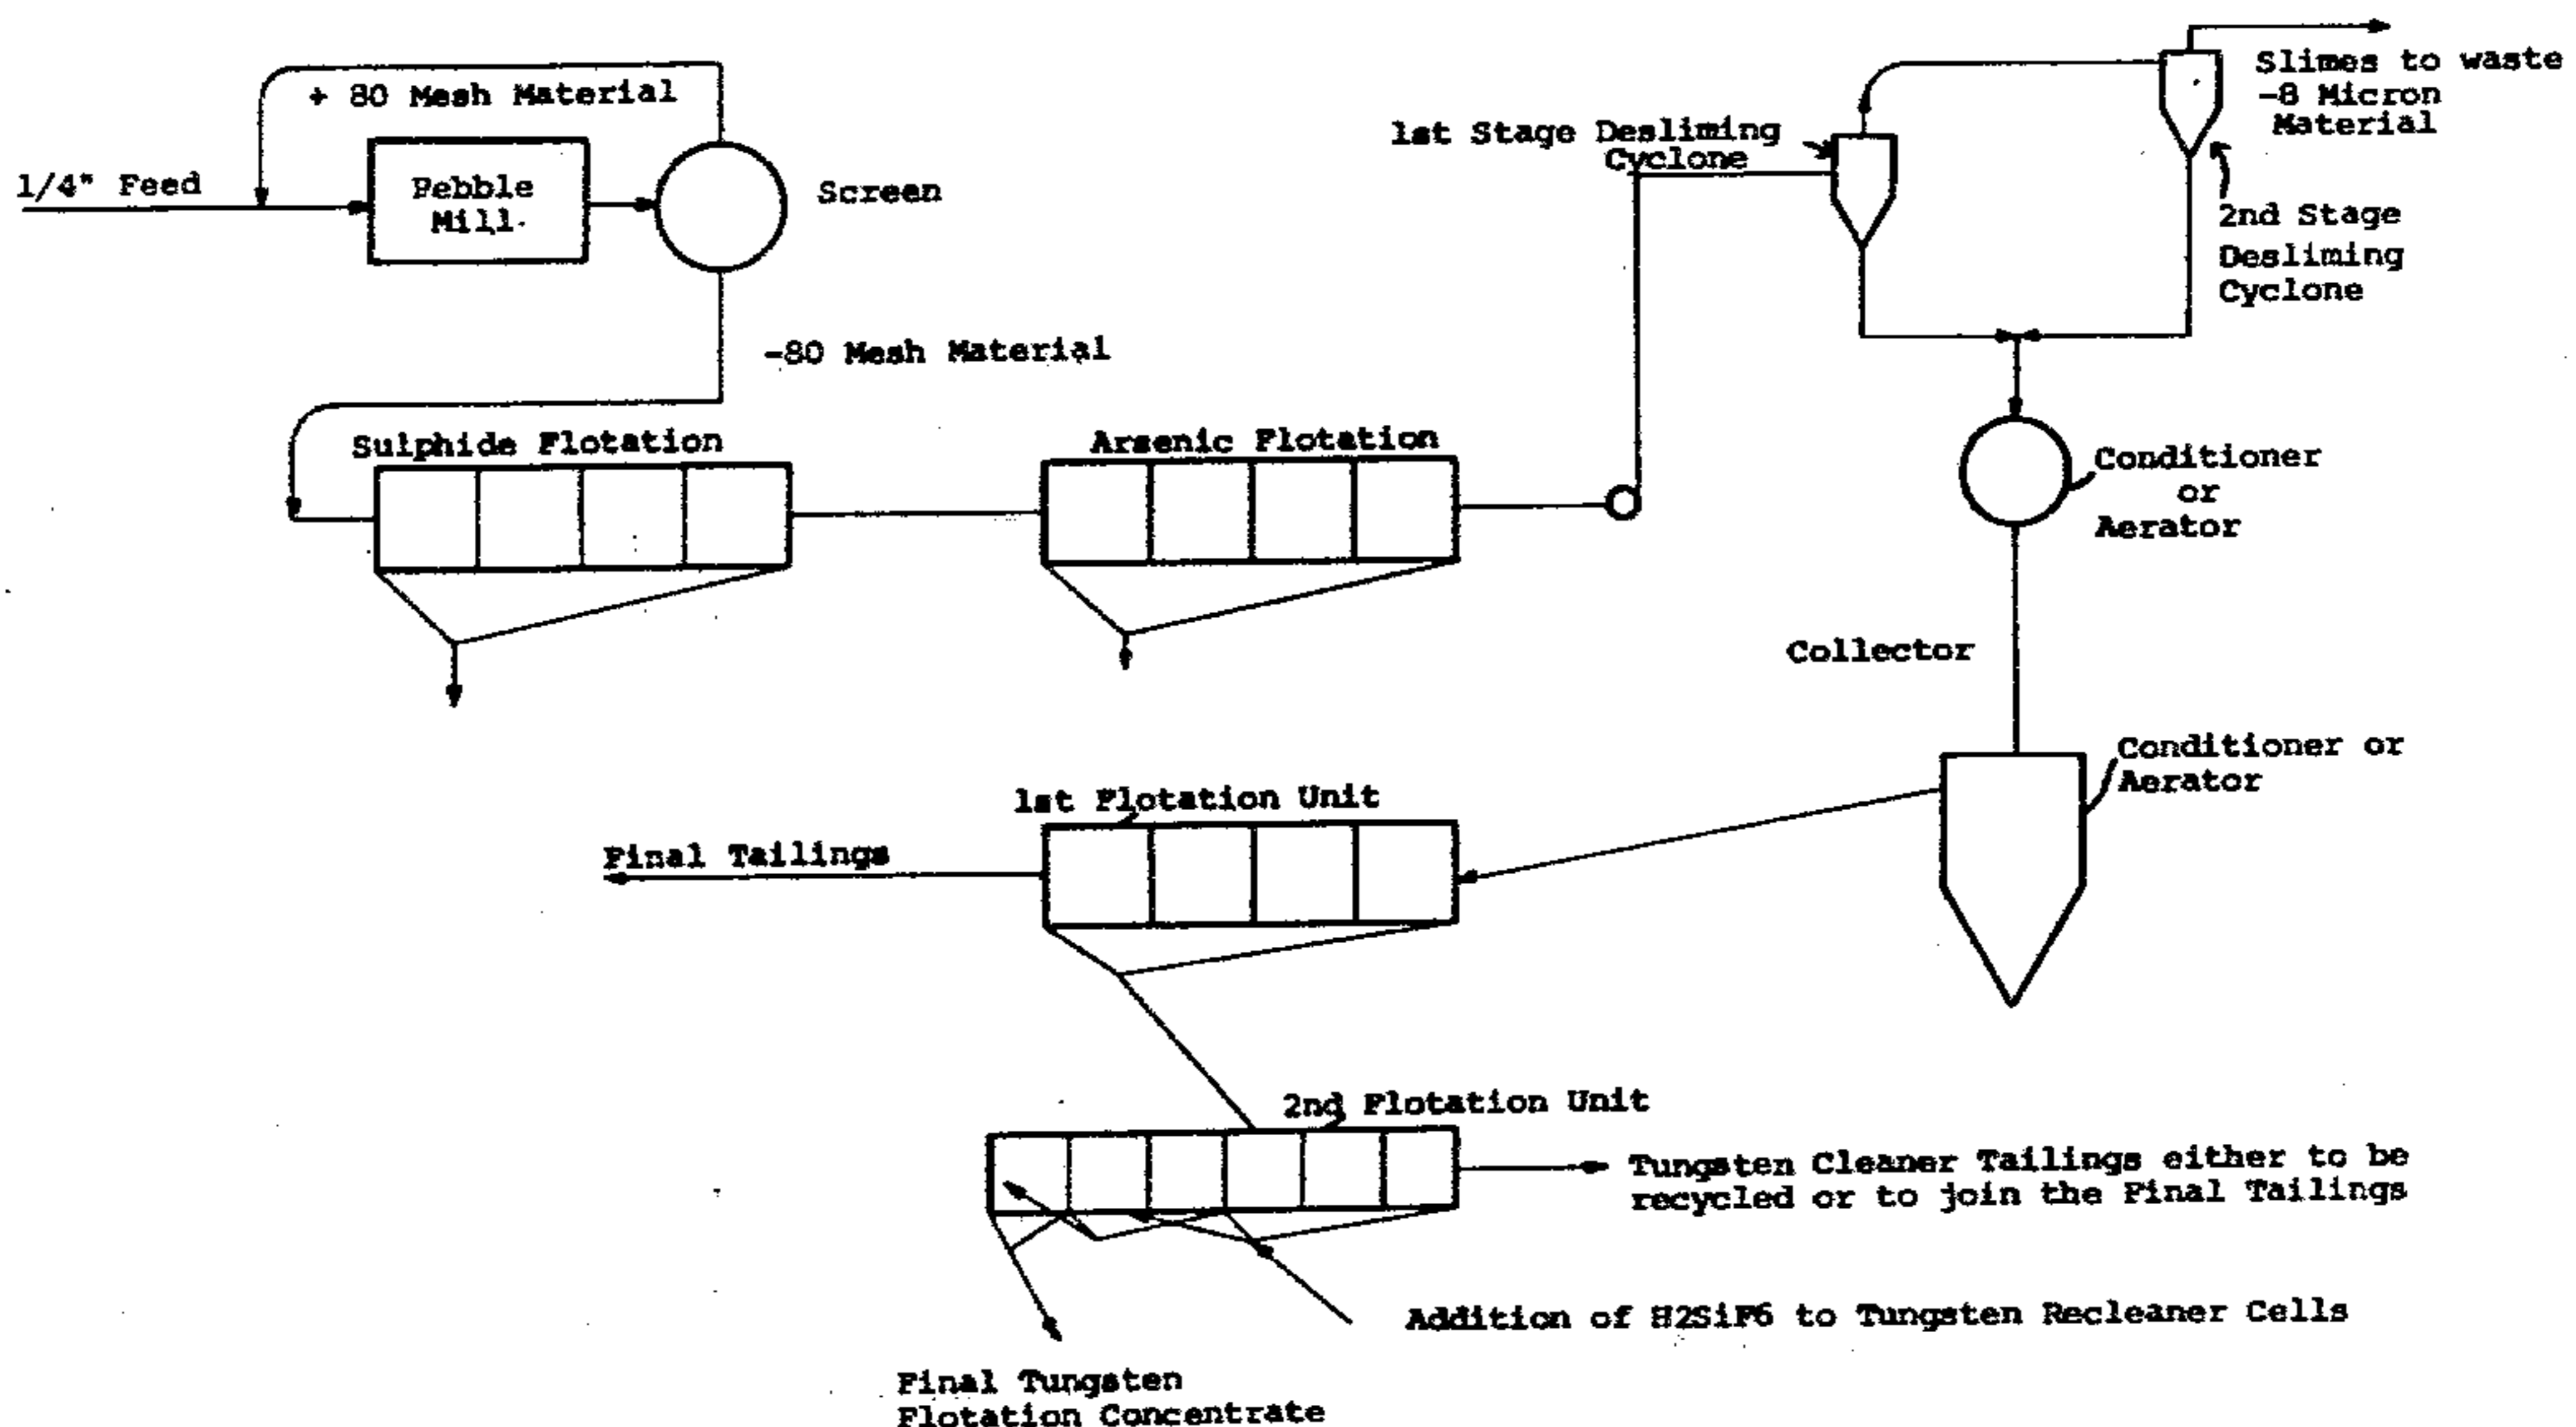 + 80 Mesh Material
1/4" Feed
Pebble
Mill
Screen
-80 Mesh Material
1st Stage Desliming
Cyclone
Slimes to waste
-8 Micron
Material
2nd Stage
Desliming
Cyclone
Sulphide Flotation
Arsenic Flotation
Conditioner
or
Aerator
Collector
Conditioner or
Aerator
1st Flotation Unit
Final Tailings
2nd Flotation Unit
Tungsten Cleaner Tailings either to be
recycled or to join the Final Tailings
Addition of H2SiF6 to Tungsten Recleaner Cells
Final Tungsten
Flotation Concentrate